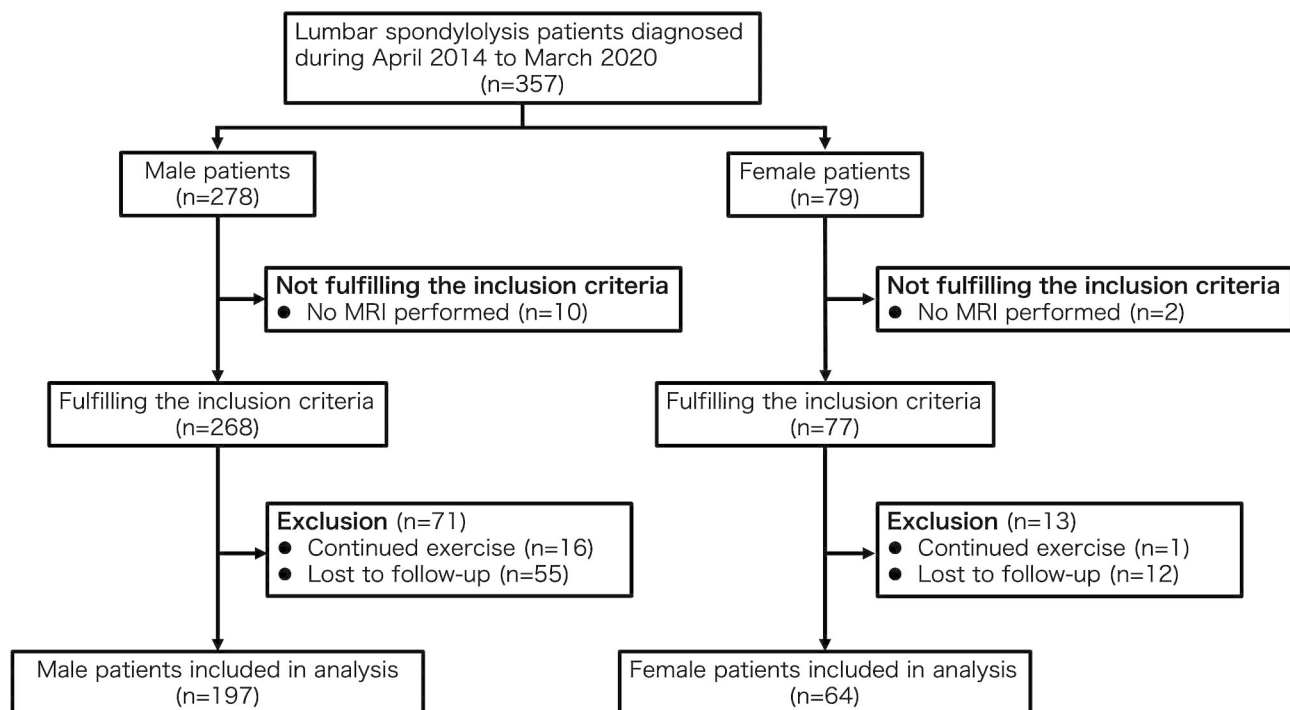 Lumbar spondylolysis patients diagnosed
during April 2014 to March 2020
(n=357)
Male patients
(n=278)
Female patients
(n=79)
Not fulfilling the inclusion criteria
● No MRI performed (n=10)
Not fulfilling the inclusion criteria
● No MRI performed (n=2)
Fulfilling the inclusion criteria
(n=268)
Fulfilling the inclusion criteria
(n=77)
Exclusion (n=71)
● Continued exercise (n=16)
● Lost to follow-up (n=55)
Exclusion (n=13)
● Continued exercise (n=1)
● Lost to follow-up (n=12)
Male patients included in analysis
(n=197)
Female patients included in analysis
(n=64)